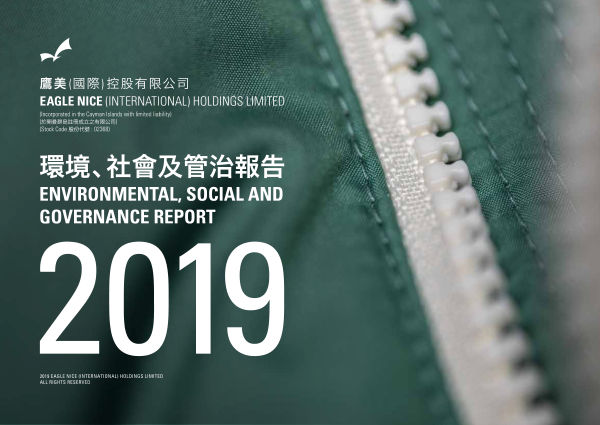 鷹美(國際)控股有限公司
EAGLE NICE (INTERNATIONAL) HOLDINGS LIMITED
(Incorporated in the Cayman Islands with limited liability)
(於開曼群島註冊成立之有限公司)
(Stock Code 股份代號 : 02368)
環境、社會及管治報告
ENVIRONMENTAL, SOCIAL AND
GOVERNANCE REPORT
2019
2019 EAGLE NICE (INTERNATIONAL) HOLDINGS LIMITED
ALL RIGHTS RESERVED